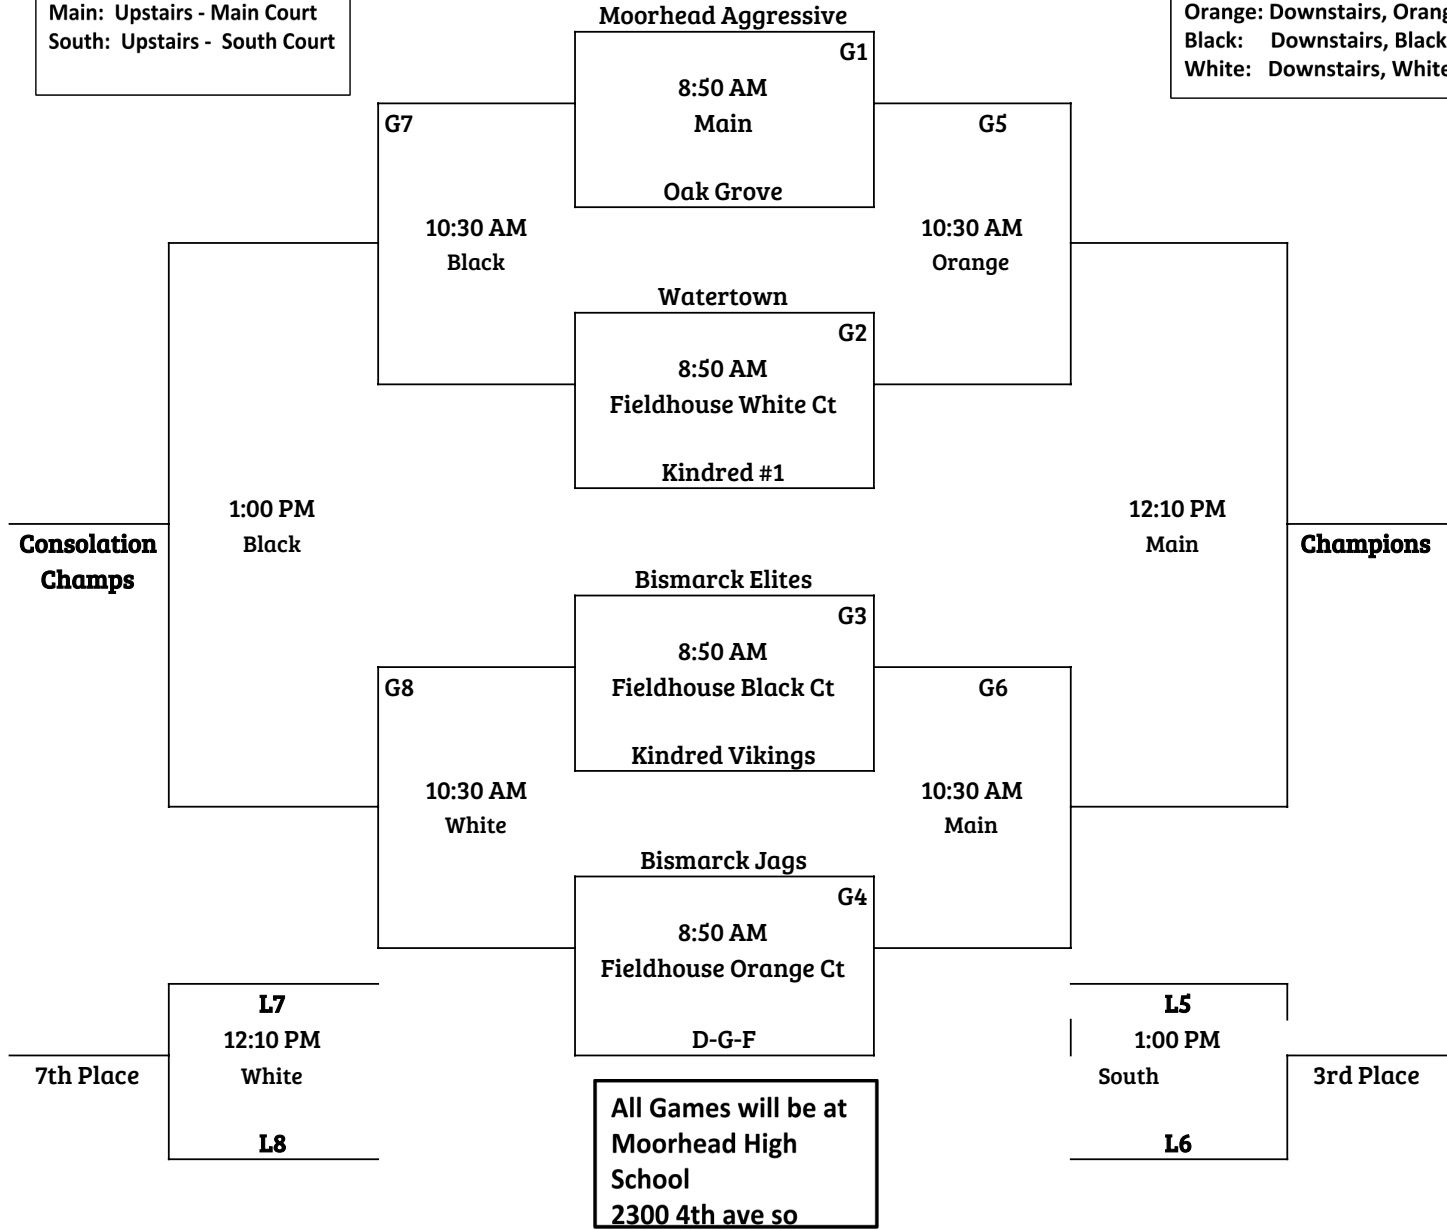 Main: Upstairs - Main Court
South: Upstairs - South Court
Orange: Downstairs,
Black: Downstairs, Black
White: Downstairs, White
Moorhead Aggressive
G1
8:50 AM
Main
Oak Grove
G7
10:30 AM
Black
G5
10:30 AM
Orange
Watertown
G2
8:50 AM
Fieldhouse White Ct
Kindred #1
1:00 PM
Black
Consolation
Champs
12:10 PM
Main
Champions
Bismarck Elites
G3
8:50 AM
Fieldhouse Black Ct
Kindred Vikings
G8
10:30 AM
White
G6
10:30 AM
Main
Bismarck Jags
G4
8:50 AM
Fieldhouse Orange Ct
D-G-F
L7
12:10 PM
White
L8
7th Place
L5
1:00 PM
South
L6
3rd Place
All Games will be at
Moorhead High
School
2300 4th ave so